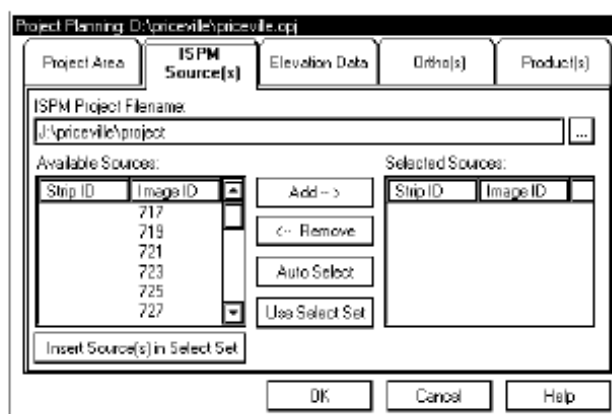 Project Planning: D:\priceville\priceville.opj
Project Area
ISPM Source(s)
Elevation Data
Ortho(s)
Product(s)
ISPM Project Filename:
J:\priceville\project
...
Available Sources:
Strip ID Image ID
717
719
721
723
725
727
Insert Source(s) in Select Set
Add -->
<-- Remove
Auto Select
Use Select Set
Selected Sources:
Strip ID Image ID
OK
Cancel
Help